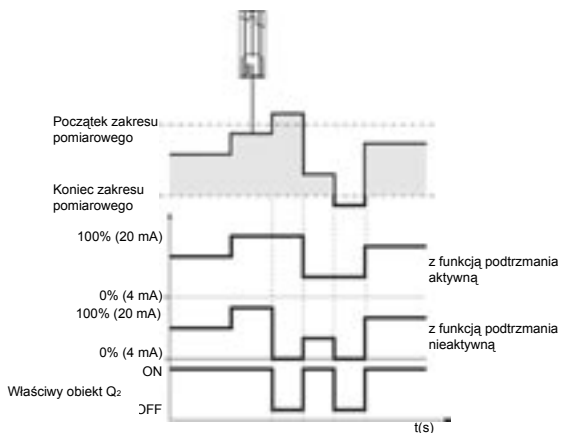 Początek zakresu
pomiarowego
Koniec zakresu
pomiarowego
100% (20 mA)
z funkcją podtrzmania
aktywną
0% (4 mA)
100% (20 mA)
z funkcją podtrzmania
nieaktywną
0% (4 mA)
ON
Właściwy obiekt Q2
OFF
t(s)